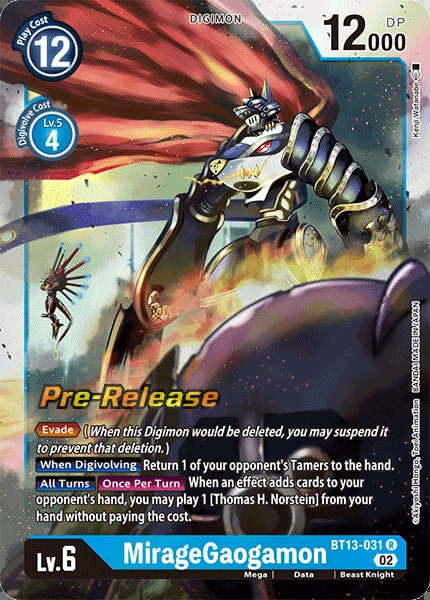 Play Cost
12
DIGIMON
12000
DP
Digivolve Cost
Lv.5
4
Kenji Watanabe
©Akiyoshi Hongo, Toei Animation BANDAI MADE IN JAPAN
Pre-Release
Evade (When this Digimon would be deleted, you may suspend it
to prevent that deletion.)
When Digivolving Return 1 of your opponent's Tamers to the hand.
All Turns Once Per Turn When an effect adds cards to your
opponent's hand, you may play 1 [Thomas H. Norstein] from your
hand without paying the cost.
Lv.6
MirageGaogamon
BT13-031 R
02
Mega | Data | Beast Knight